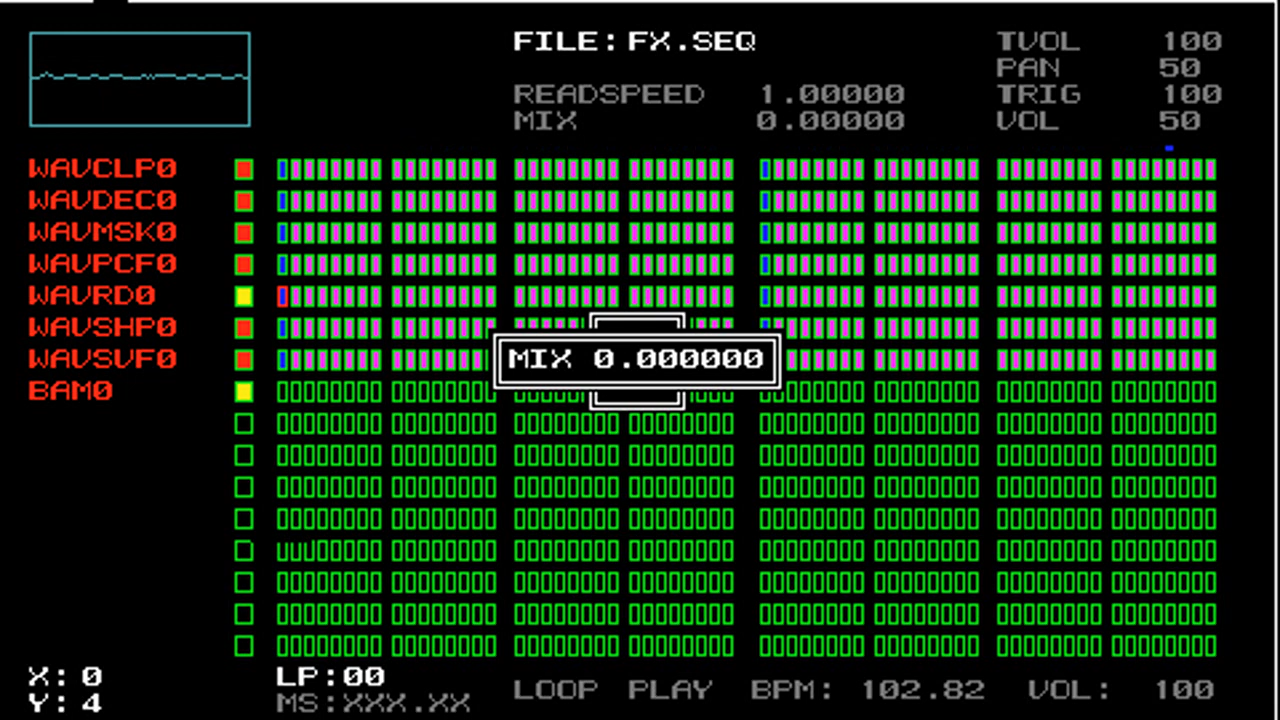 FILE: FX.SEQ
TVOL 100
PAN 50
READSPEED 1.00000
TRIG 100
MIX 0.00000
VOL 50
WAVCLP0
WAVDEC0
WAVMSK0
WAVPCF0
WAVRD0
WAVSHP0
WAVSVF0
MIX 0.000000
BAM0
X: 0
Y: 4
LP:00
MS:XXX.XX
LOOP PLAY BPM: 102.82 VOL: 100